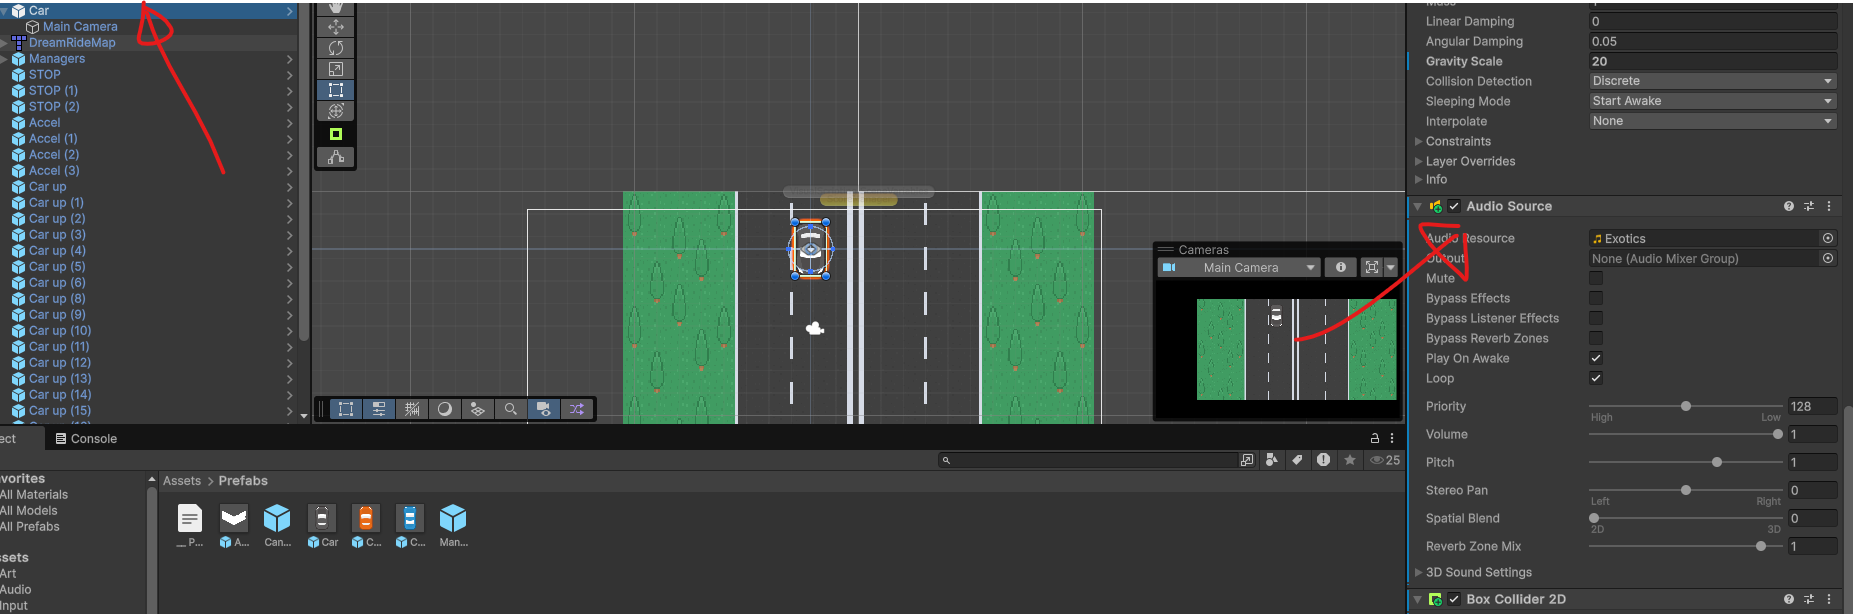 Car
Main Camera
DreamRideMap
Managers
STOP
STOP (1)
STOP (2)
Accel
Accel (1)
Accel (2)
Accel (3)
Car up
Car up (1)
Car up (2)
Car up (3)
Car up (4)
Car up (5)
Car up (6)
Car up (8)
Car up (9)
Car up (10)
Car up (11)
Car up (12)
Car up (13)
Car up (14)
Car up (15)
Cameras
Main Camera
Linear Damping 0
Angular Damping 0.05
Gravity Scale 20
Collision Detection Discrete
Sleeping Mode Start Awake
Interpolate None
Constraints
Layer Overrides
Info
Audio Source
Audio Resource Exotics
Output None (Audio Mixer Group)
Mute
Bypass Effects
Bypass Listener Effects
Bypass Reverb Zones
Play On Awake
Loop
Priority 128
High Low
Volume 1
Pitch 1
Stereo Pan 0
Left Right
Spatial Blend 0
2D 3D
Reverb Zone Mix 1
3D Sound Settings
Box Collider 2D
ect Console
25
avorites
All Materials
All Models
All Prefabs
ssets
Art
Audio
Input
Assets > Prefabs
_P... A... Can... Car C... C... Man...